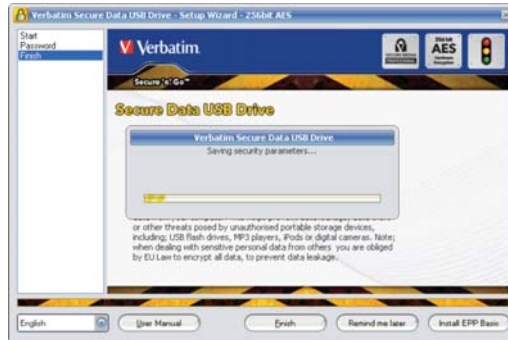 Verbatim Secure Data USB Drive - Setup Wizard - 256bit AES
Start
Password
Finish
Verbatim
Secure 'n' Go™
AES
Secure Data USB Drive
Verbatim Secure Data USB Drive
Saving security parameters...
or other threats posed by unauthorised portable storage devices,
including; USB flash drives, MP3 players, iPods or digital cameras. Note;
when dealing with sensitive personal data from others you are obliged
by EU Law to encrypt all data, to prevent data leakage.
English
User Manual
Finish
Remind me later
Install EPP Basic